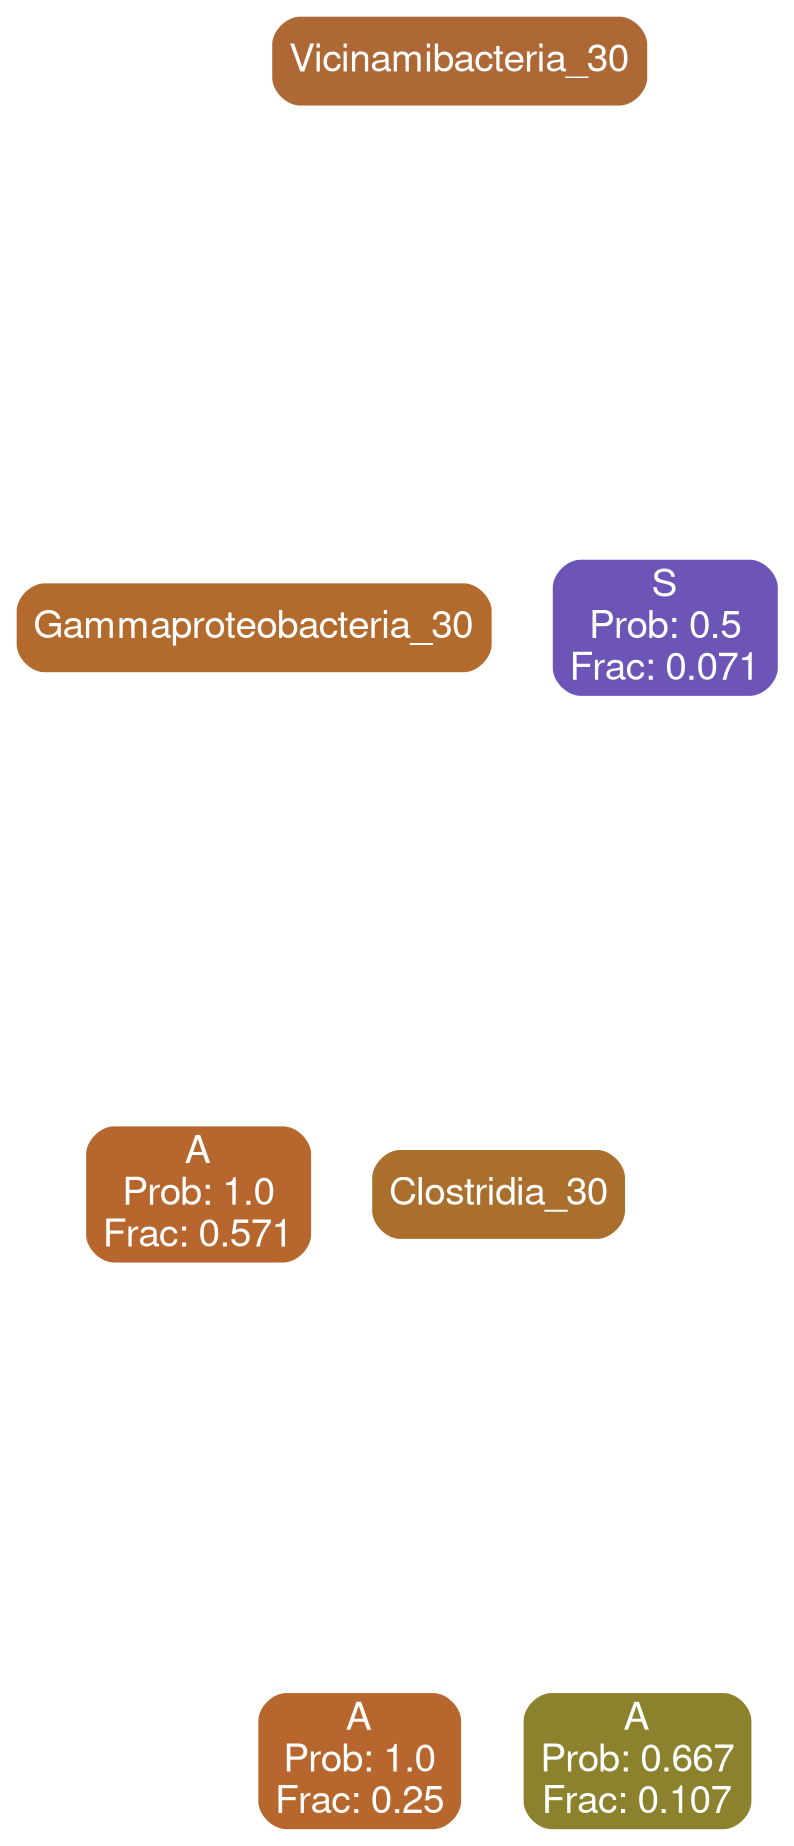 Vicinamibacteria_30
Gammaproteobacteria_30
S
Prob: 0.5
Frac: 0.071
A
Prob: 1.0
Frac: 0.571
Clostridia_30
A
Prob: 1.0
Frac: 0.25
A
Prob: 0.667
Frac: 0.107